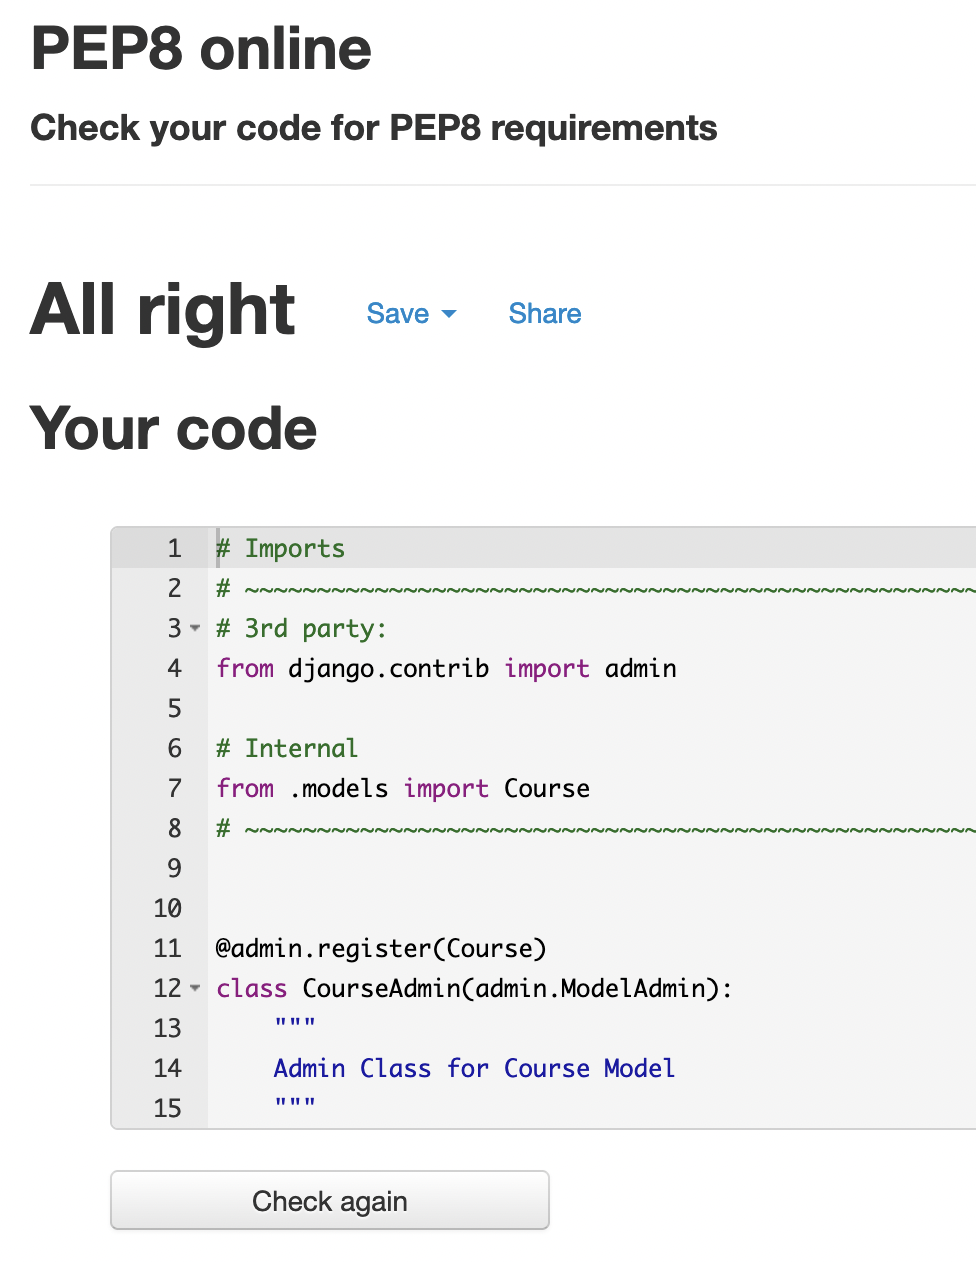 PEP8 online
Check your code for PEP8 requirements
All right Save Share
Your code
1 # Imports
2 # ~~~~~~~~~~~~~~~~~~~~~~~~~~~~~~~~~~~~~~~~~~~~~~~~~~~
3 # 3rd party:
4 from django.contrib import admin
5
6 # Internal
7 from .models import Course
8 # ~~~~~~~~~~~~~~~~~~~~~~~~~~~~~~~~~~~~~~~~~~~~~~~~~~~
9
10
11 @admin.register(Course)
12 class CourseAdmin(admin.ModelAdmin):
13     """
14     Admin Class for Course Model
15     """
Check again